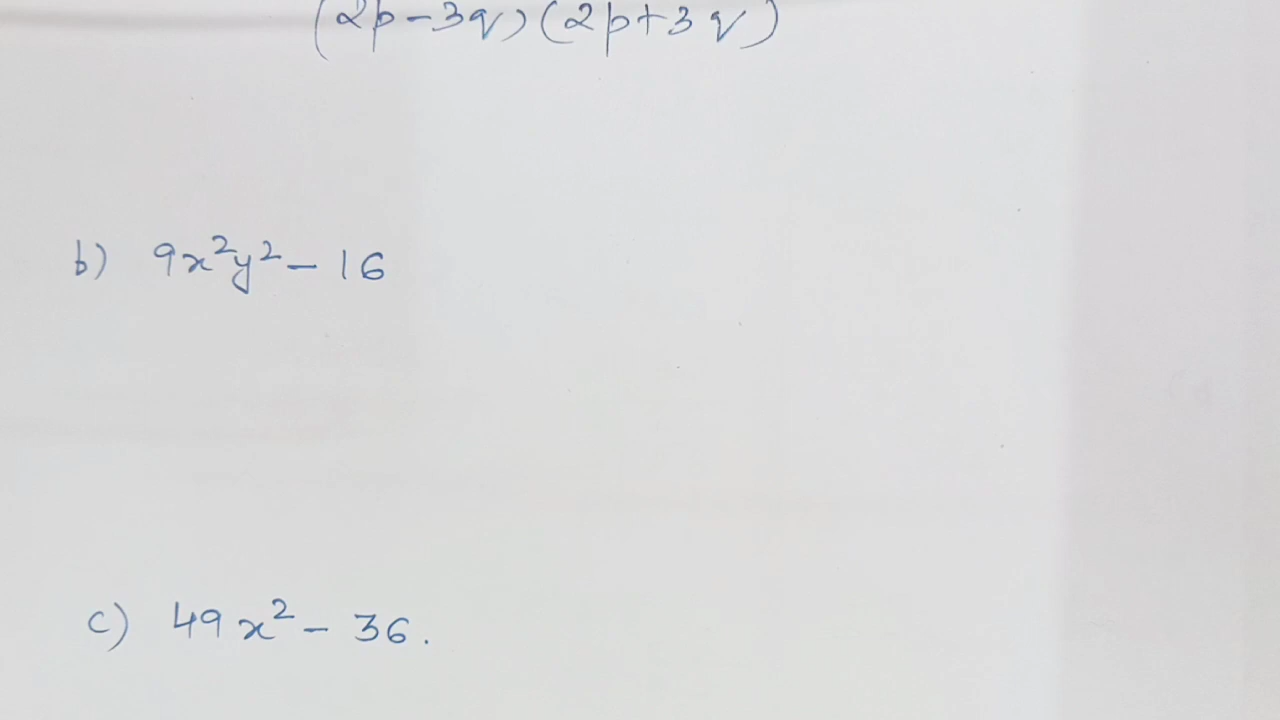 (2p-3q)(2p+3q)
b) 9x²y² - 16
c) 49x² - 36.